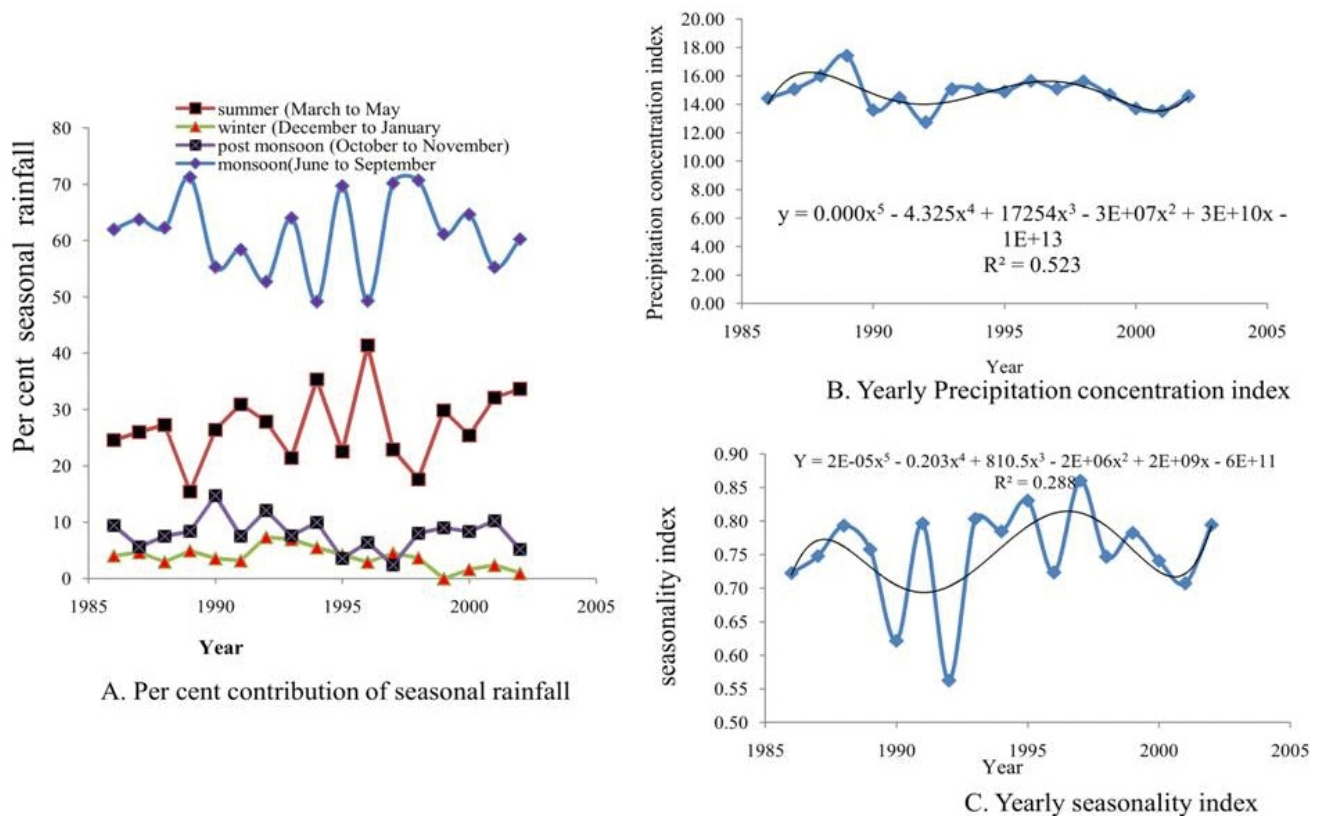 summer (March to May
winter (December to January
post monsoon (October to November)
monsoon(June to September
Per cent seasonal rainfall
80
70
60
50
40
30
20
10
0
1985 1990 1995 2000 2005
Year
A. Per cent contribution of seasonal rainfall
Precipitation concentration index
20.00
18.00
16.00
14.00
12.00
10.00
8.00
6.00
4.00
2.00
0.00
y = 0.000x⁵ - 4.325x⁴ + 17254x³ - 3E+07x² + 3E+10x -
1E+13
R² = 0.523
1985 1990 1995 2000 2005
Year
B. Yearly Precipitation concentration index
seasonality index
0.90
0.85
0.80
0.75
0.70
0.65
0.60
0.55
0.50
Y = 2E-05x⁵ - 0.203x⁴ + 810.5x³ - 2E+06x² + 2E+09x - 6E+11
R² = 0.288
1985 1990 1995 2000 2005
Year
C. Yearly seasonality index